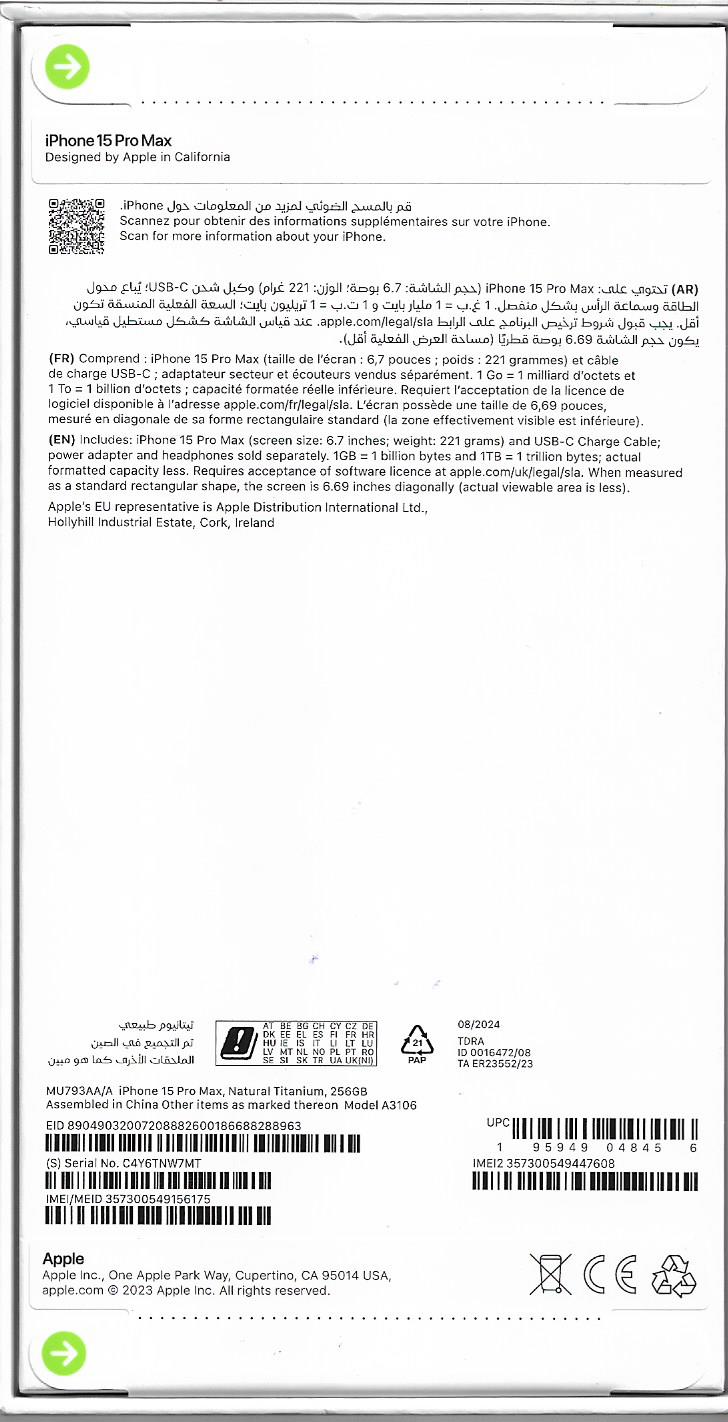 iPhone 15 Pro Max
Designed by Apple in California
قم بالمسح الضوئي لمزيد من المعلومات حول iPhone.
Scannez pour obtenir des informations supplémentaires sur votre iPhone.
Scan for more information about your iPhone.
(AR) تحتوي على: iPhone 15 Pro Max (حجم الشاشة: 6.7 بوصة؛ الوزن: 221 غرام) وكبل شحن USB-C؛ يُباع محول
الطاقة وسماعة الرأس بشكل منفصل. 1 غ.ب = 1 مليار بايت و 1 ت.ب = 1 تريليون بايت؛ السعة الفعلية المنسقة تكون
أقل. يجب قبول شروط ترخيص البرنامج على الرابط apple.com/legal/sla. عند قياس الشاشة كشكل مستطيل قياسي،
يكون حجم الشاشة 6.69 بوصة قطريًا (مساحة العرض الفعلية أقل).
(FR) Comprend : iPhone 15 Pro Max (taille de l'écran : 6,7 pouces ; poids : 221 grammes) et câble
de charge USB-C ; adaptateur secteur et écouteurs vendus séparément. 1 Go = 1 milliard d'octets et
1 To = 1 billion d'octets ; capacité formatée réelle inférieure. Requiert l'acceptation de la licence de
logiciel disponible à l'adresse apple.com/fr/legal/sla. L'écran possède une taille de 6,69 pouces,
mesuré en diagonale de sa forme rectangulaire standard (la zone effectivement visible est inférieure).
(EN) Includes: iPhone 15 Pro Max (screen size: 6.7 inches; weight: 221 grams) and USB-C Charge Cable;
power adapter and headphones sold separately. 1GB = 1 billion bytes and 1TB = 1 trillion bytes; actual
formatted capacity less. Requires acceptance of software licence at apple.com/uk/legal/sla. When measured
as a standard rectangular shape, the screen is 6.69 inches diagonally (actual viewable area is less).
Apple's EU representative is Apple Distribution International Ltd.,
Hollyhill Industrial Estate, Cork, Ireland
تيتانيوم طبيعي
تم التجميع في الصين
الملحقات الأخرى كما هو مبين
AT BE BG CH CY CZ DE
DK EE EL ES FI FR HR
HU IE IS IT LI LT LU
LV MT NL NO PL PT RO
SE SI SK TR UA UK(NI)
21
PAP
08/2024
TDRA
ID 0016472/08
TA ER23552/23
MU793AA/A iPhone 15 Pro Max, Natural Titanium, 256GB
Assembled in China Other items as marked thereon Model A3106
EID 89049032007208882600186688288963
(S) Serial No. C4Y6TNW7MT
IMEI/MEID 357300549156175
UPC
1 95949 04845 6
IMEI2 357300549447608
Apple
Apple Inc., One Apple Park Way, Cupertino, CA 95014 USA,
apple.com © 2023 Apple Inc. All rights reserved.
CE